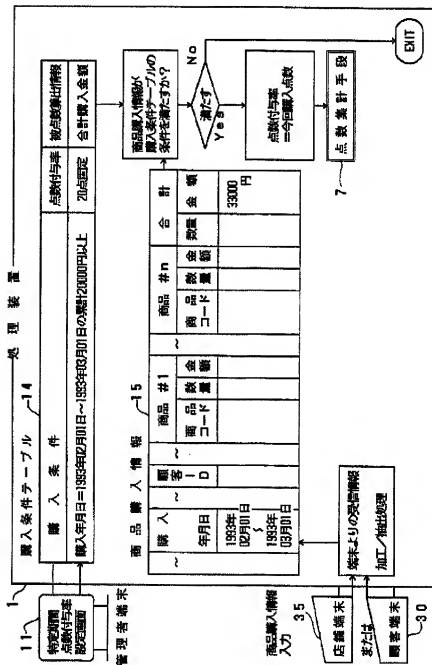 処理装置
1
購入条件テーブル
14
購入条件
点数付与率
被点数算出情報
購入年月日=1993年02月01日～1993年03月01日の累計20000円以上
20点固定
合計購入金額
11
特定期間
点数付与率
設定画面
管理者端末
商品購入情報
15
～
購入
年月日
～
顧客
ID
～
商品 #1
商品
コード
数量
金額
～
商品 #n
商品
コード
数量
金額
合計
数量
金額
1993年
02月01日
～
1993年
03月01日
33000
円
商品購入情報が
購入条件テーブルの
条件を満たすか?
満たす
No
Yes
点数付与率
=今回購入点数
点数集計手段
7
EXIT
商品購入情報
入力
35
店舗端末
または
顧客端末
30
端末よりの受信情報
加工/抽出処理